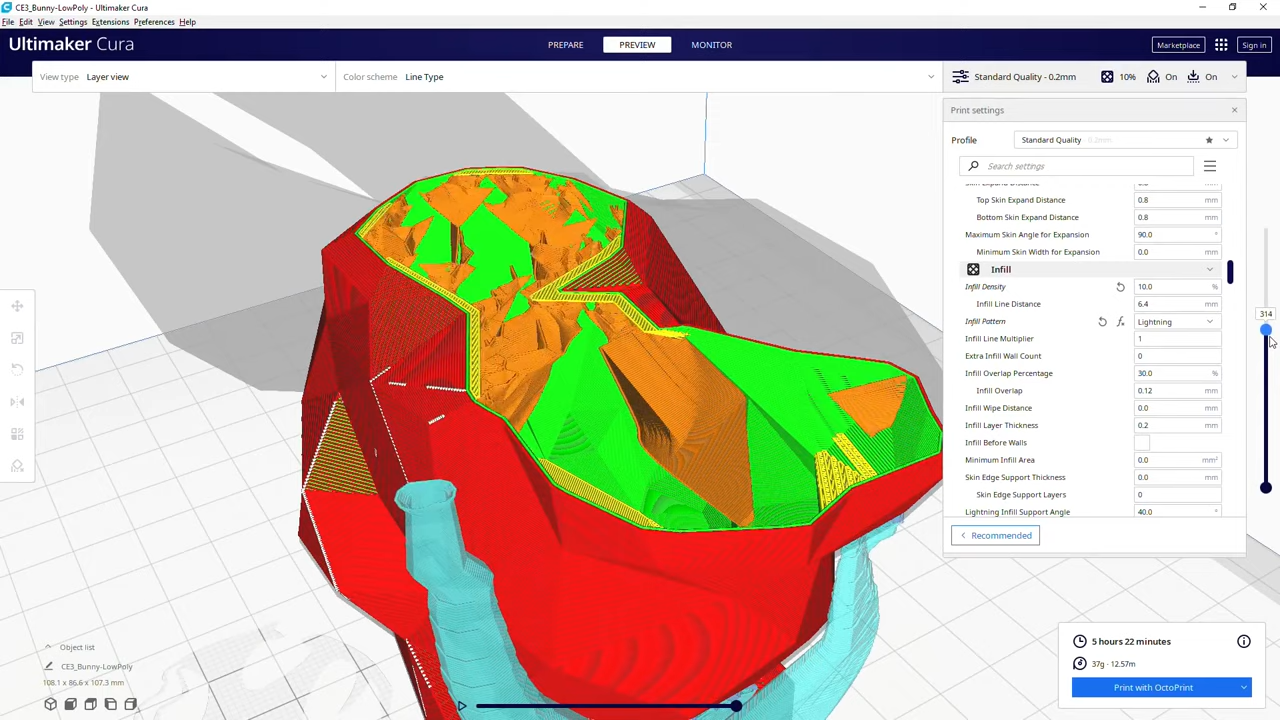 CE3_Bunny-LowPoly - Ultimaker Cura
File Edit View Settings Extensions Preferences Help
Ultimaker Cura
PREPARE PREVIEW MONITOR
Marketplace Sign in
View type Layer view
Color scheme Line Type
Standard Quality - 0.2mm 10% On On
Print settings
Profile Standard Quality - 0.2mm
Search settings
Top Skin Expand Distance 0.8 mm
Bottom Skin Expand Distance 0.8 mm
Maximum Skin Angle for Expansion 90.0 °
Minimum Skin Width for Expansion 0.0 mm
Infill
Infill Density 10.0 %
Infill Line Distance 6.4 mm
Infill Pattern Lightning
Infill Line Multiplier 1
Extra Infill Wall Count 0
Infill Overlap Percentage 30.0 %
Infill Overlap 0.12 mm
Infill Wipe Distance 0.0 mm
Infill Layer Thickness 0.2 mm
Infill Before Walls
Minimum Infill Area 0.0 mm²
Skin Edge Support Thickness 0.0 mm
Skin Edge Support Layers 0
Lightning Infill Support Angle 40.0 °
Recommended
314
Object list
CE3_Bunny-LowPoly
108.1 x 86.6 x 107.3 mm
5 hours 22 minutes
37g · 12.57m
Print with OctoPrint